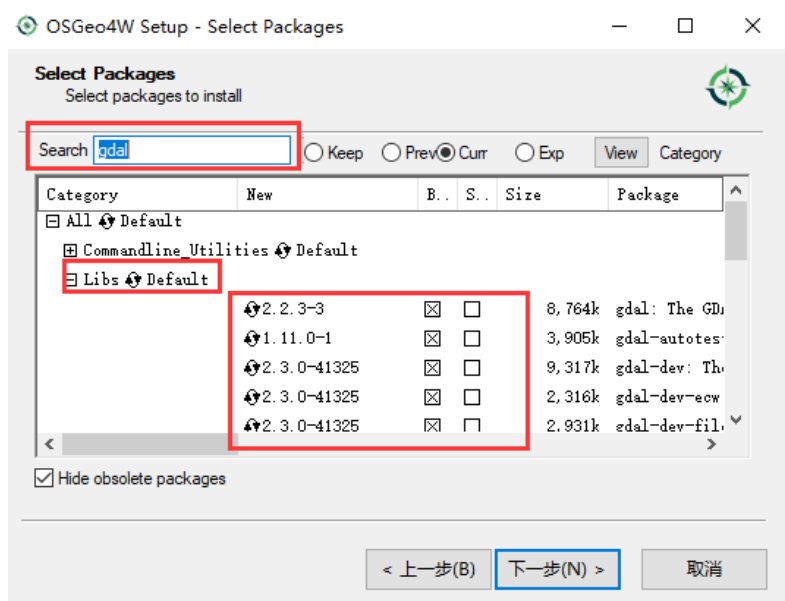 OSGeo4W Setup - Select Packages
Select Packages
Select packages to install
Search gdal Keep Prev Curr Exp View Category
Category New B.. S.. Size Package
All Default
Commandline_Utilities Default
Libs Default
2.2.3-3 8,764k gdal: The GDA
1.11.0-1 3,905k gdal-autotes
2.3.0-41325 9,317k gdal-dev: Th
2.3.0-41325 2,316k gdal-dev-ecw
2.3.0-41325 2,931k gdal-dev-fil
Hide obsolete packages
< 上一步(B) 下一步(N) > 取消